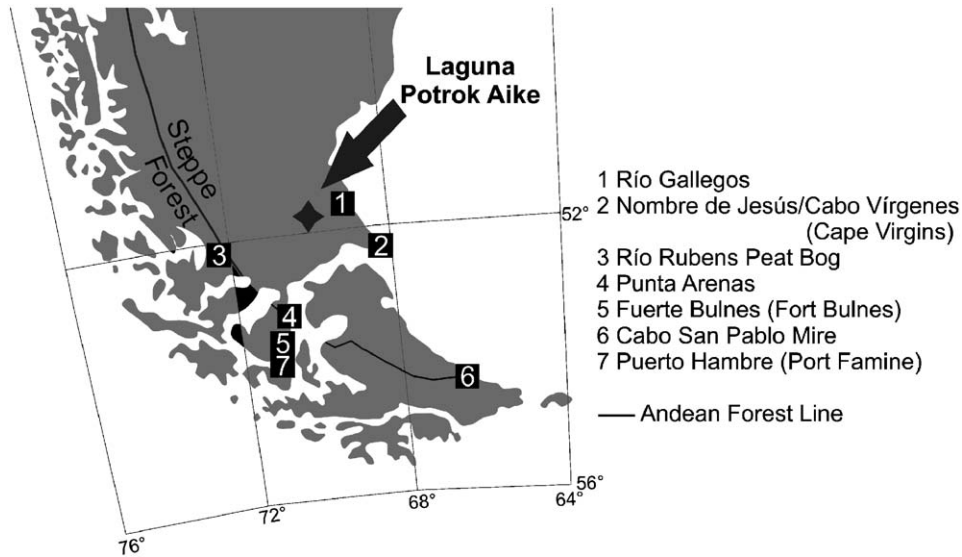 Laguna
Potrok Aike
Steppe
Forest
1
2
3
4
5
7
6
1 Río Gallegos
2 Nombre de Jesús/Cabo Vírgenes
(Cape Virgins)
3 Río Rubens Peat Bog
4 Punta Arenas
5 Fuerte Bulnes (Fort Bulnes)
6 Cabo San Pablo Mire
7 Puerto Hambre (Port Famine)
Andean Forest Line
52°
56°
64°
68°
72°
76°